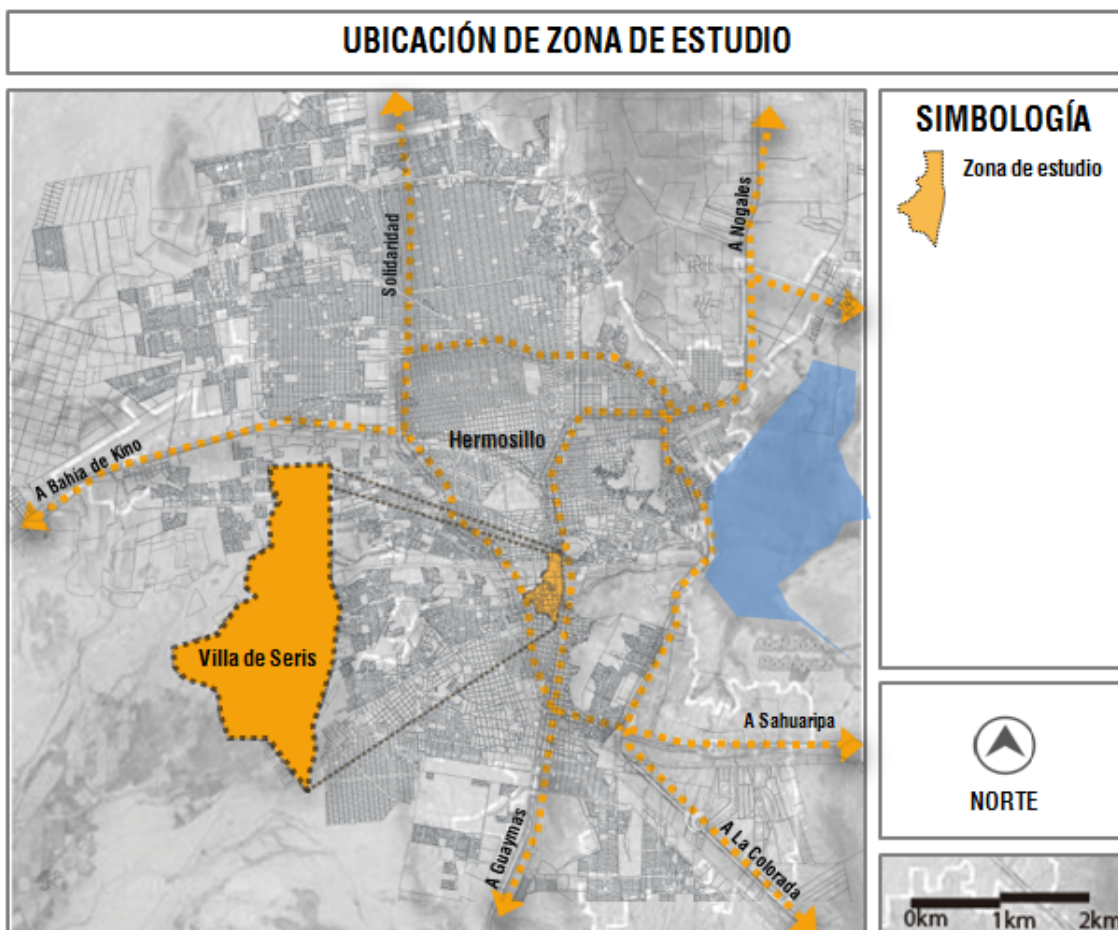 UBICACIÓN DE ZONA DE ESTUDIO
SIMBOLOGÍA
Zona de estudio
Solidaridad
A Nogales
Hermosillo
A Bahía de Kino
Villa de Seris
A Sahuaripa
A Guaymas
A La Colorada
NORTE
0km 1km 2km